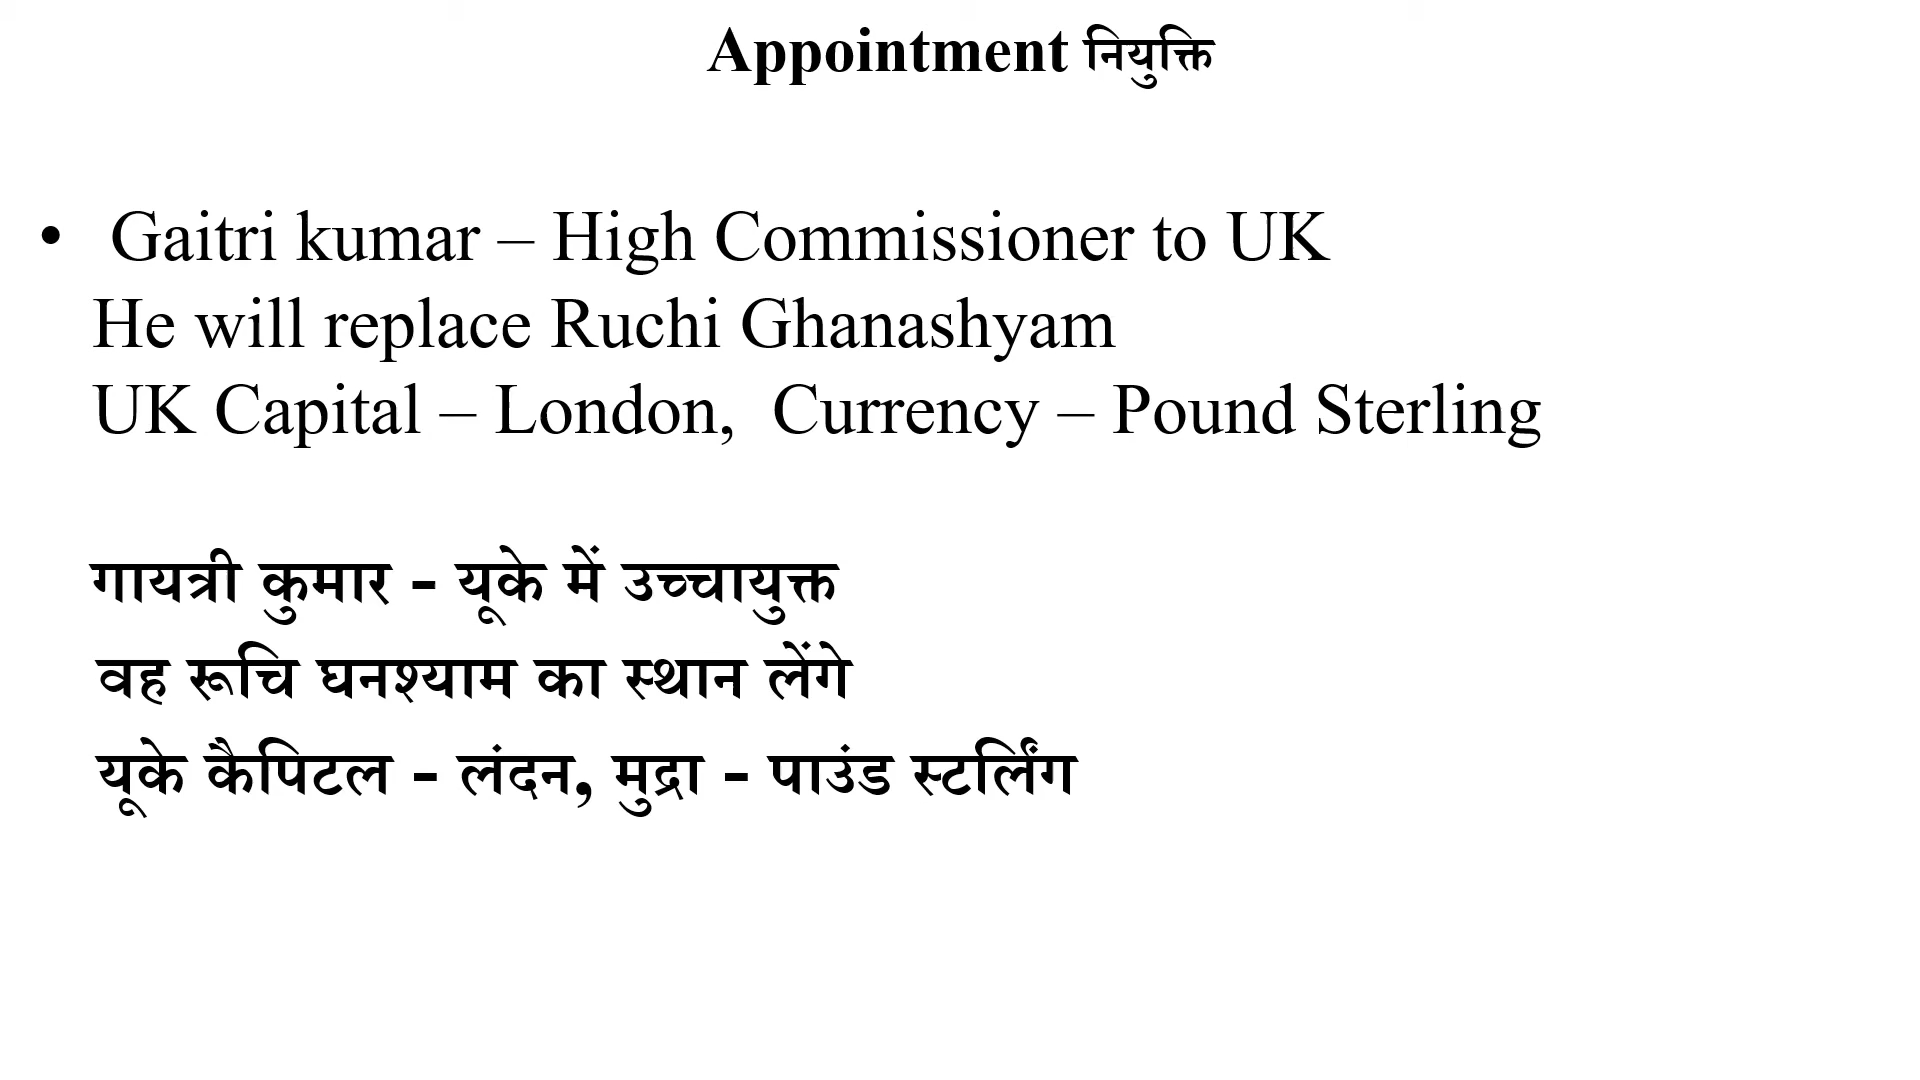 Appointment नियुक्ति
• Gaitri kumar – High Commissioner to UK
He will replace Ruchi Ghanashyam
UK Capital – London, Currency – Pound Sterling
गायत्री कुमार - यूके में उच्चायुक्त
वह रूचि घनश्याम का स्थान लेंगे
यूके कैपिटल - लंदन, मुद्रा - पाउंड स्टर्लिंग